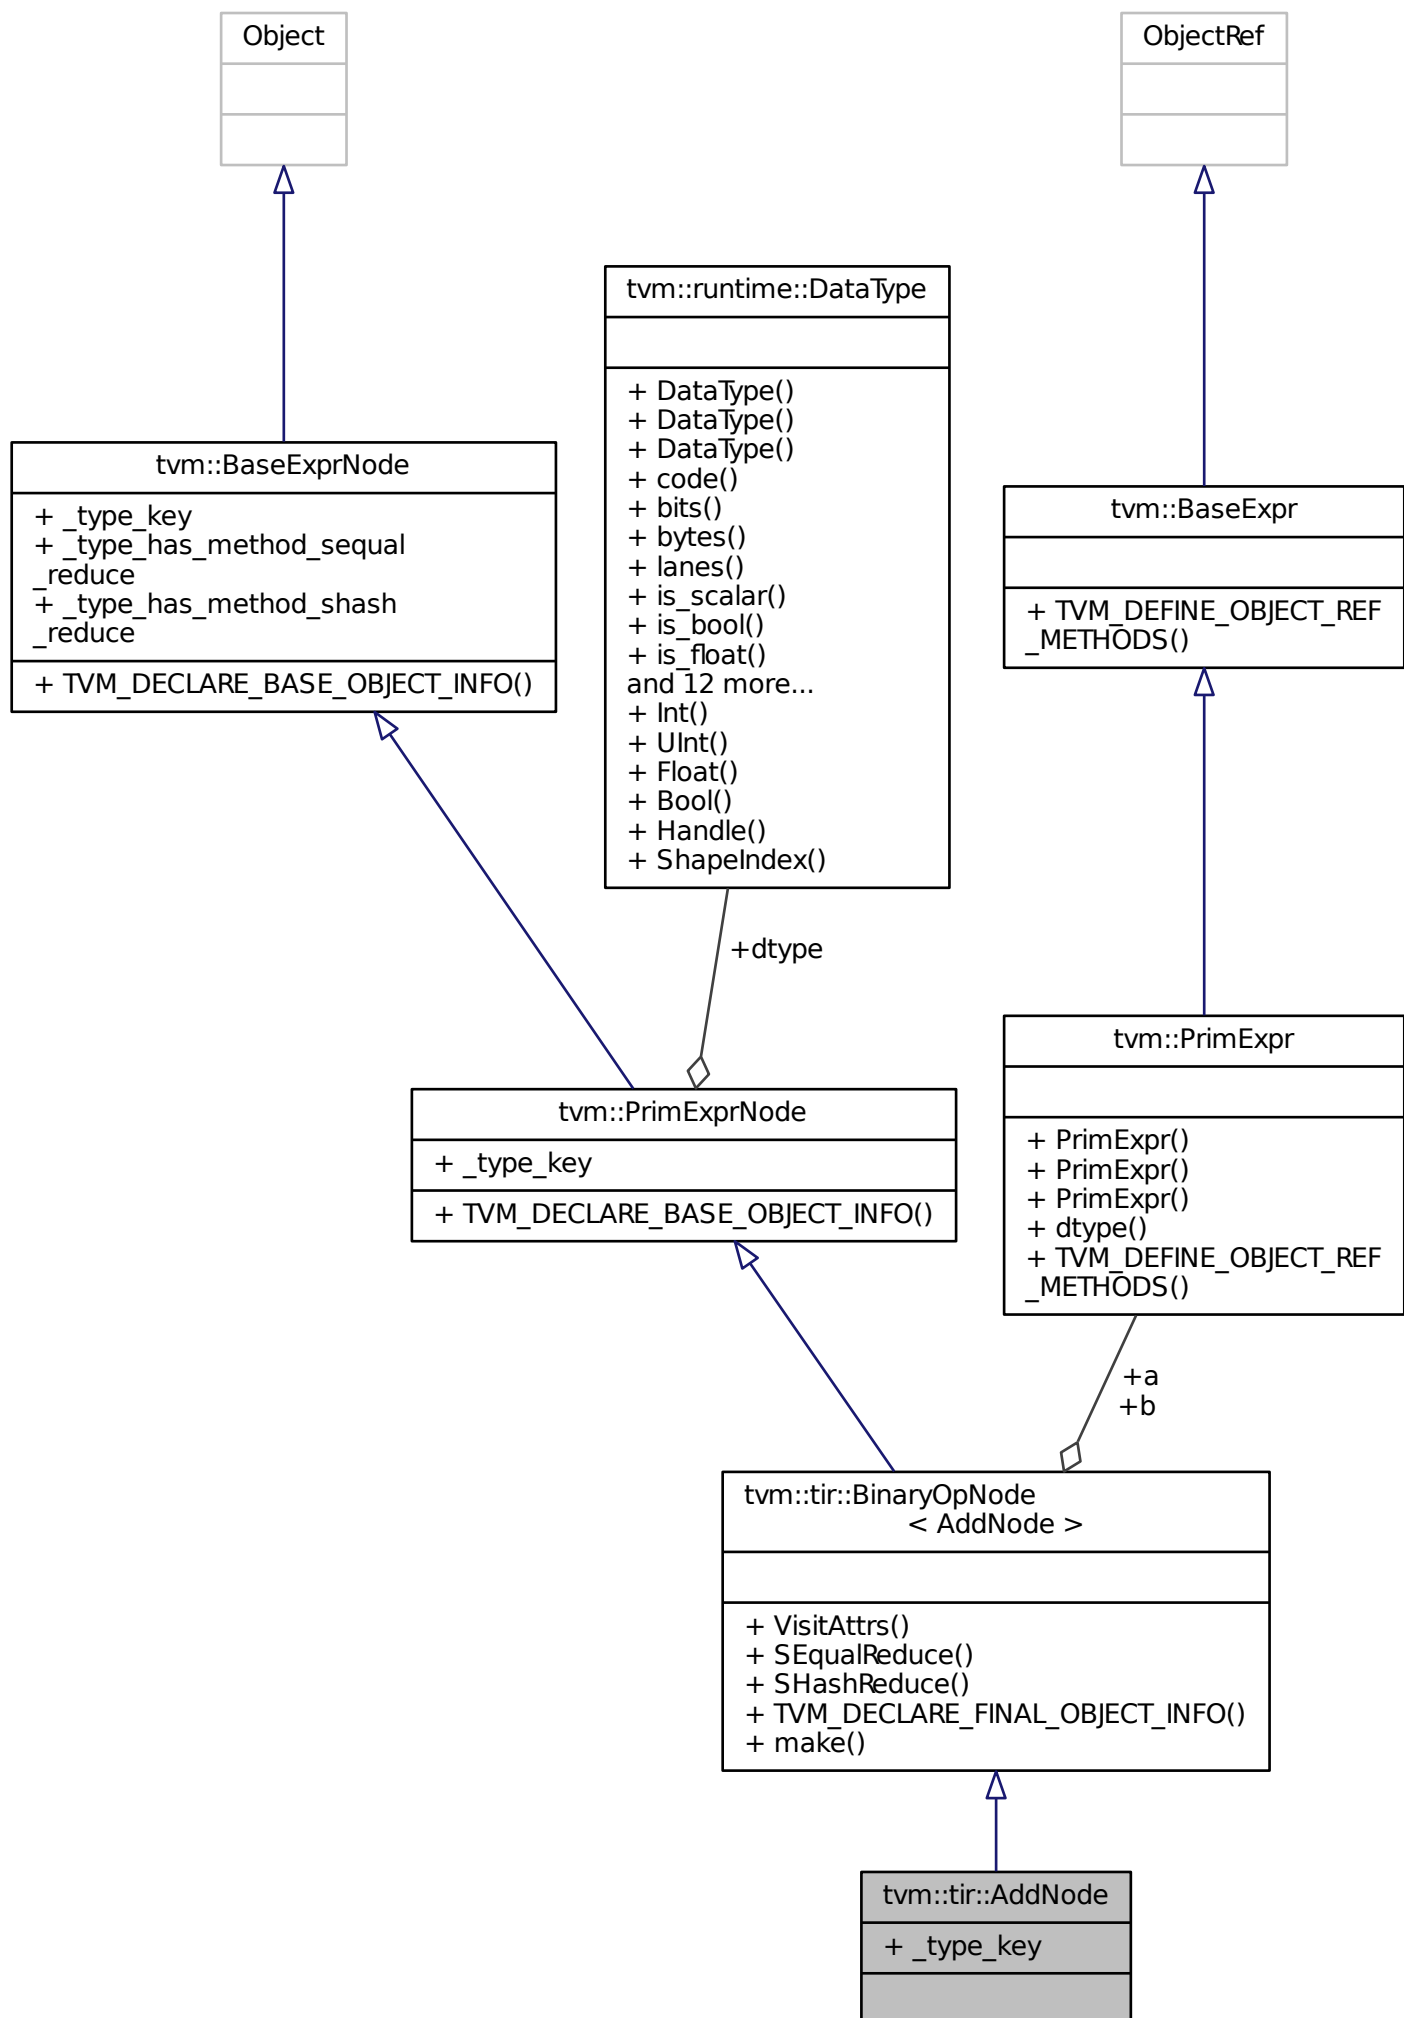 Object
ObjectRef
tvm::runtime::DataType
+ DataType()
+ DataType()
+ DataType()
+ code()
+ bits()
+ bytes()
+ lanes()
+ is_scalar()
+ is_bool()
+ is_float()
and 12 more...
+ Int()
+ UInt()
+ Float()
+ Bool()
+ Handle()
+ ShapeIndex()
tvm::BaseExprNode
+ _type_key
+ _type_has_method_sequal
_reduce
+ _type_has_method_shash
_reduce
+ TVM_DECLARE_BASE_OBJECT_INFO()
tvm::BaseExpr
+ TVM_DEFINE_OBJECT_REF
_METHODS()
+dtype
tvm::PrimExprNode
+ _type_key
+ TVM_DECLARE_BASE_OBJECT_INFO()
tvm::PrimExpr
+ PrimExpr()
+ PrimExpr()
+ PrimExpr()
+ dtype()
+ TVM_DEFINE_OBJECT_REF
_METHODS()
+a
+b
tvm::tir::BinaryOpNode
< AddNode >
+ VisitAttrs()
+ SEqualReduce()
+ SHashReduce()
+ TVM_DECLARE_FINAL_OBJECT_INFO()
+ make()
tvm::tir::AddNode
+ _type_key